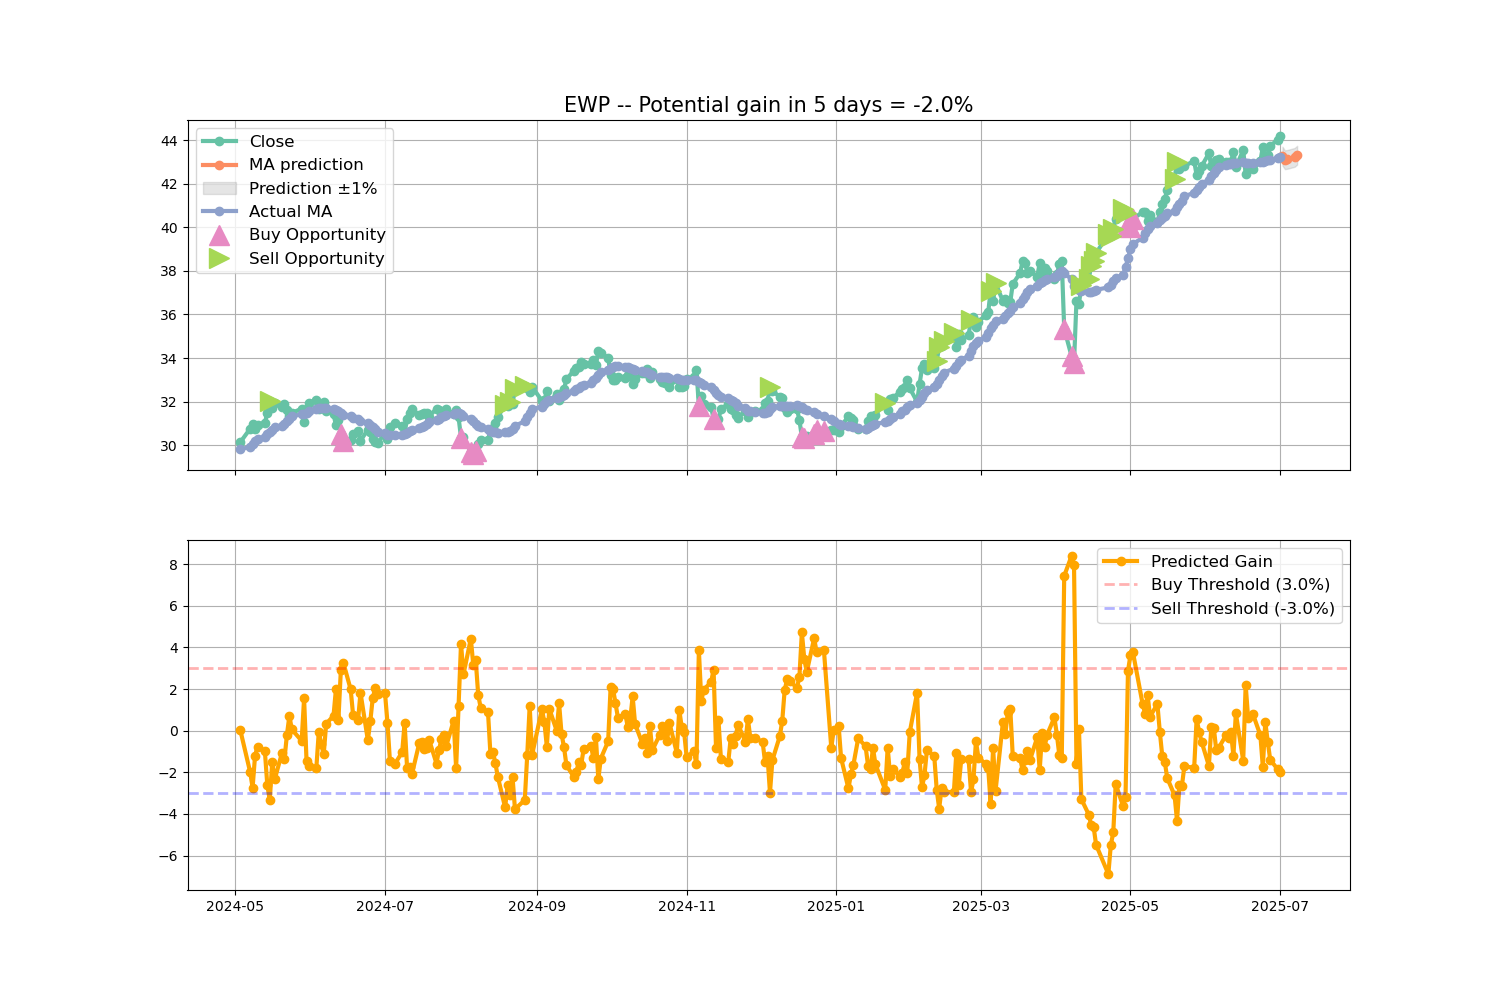 EWP -- Potential gain in 5 days = -2.0%
Close
MA prediction
Prediction ±1%
Actual MA
Buy Opportunity
Sell Opportunity
44
42
40
38
36
34
32
30
Predicted Gain
Buy Threshold (3.0%)
Sell Threshold (-3.0%)
8
6
4
2
0
−2
−4
−6
2024-05 2024-07 2024-09 2024-11 2025-01 2025-03 2025-05 2025-07